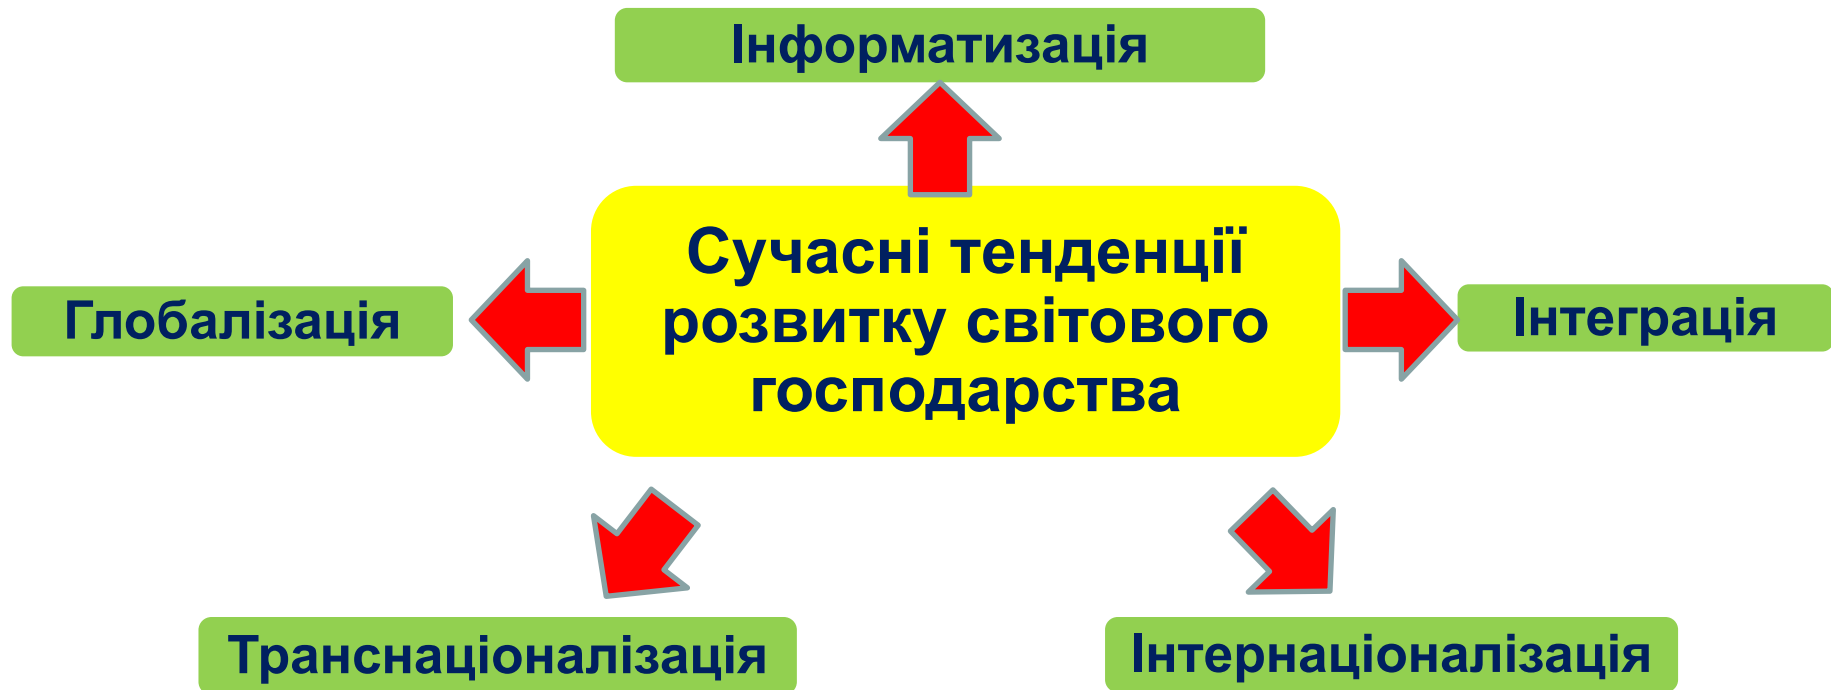 Інформатизація
Сучасні тенденції
розвитку світового
господарства
Глобалізація
Інтеграція
Транснаціоналізація
Інтернаціоналізація